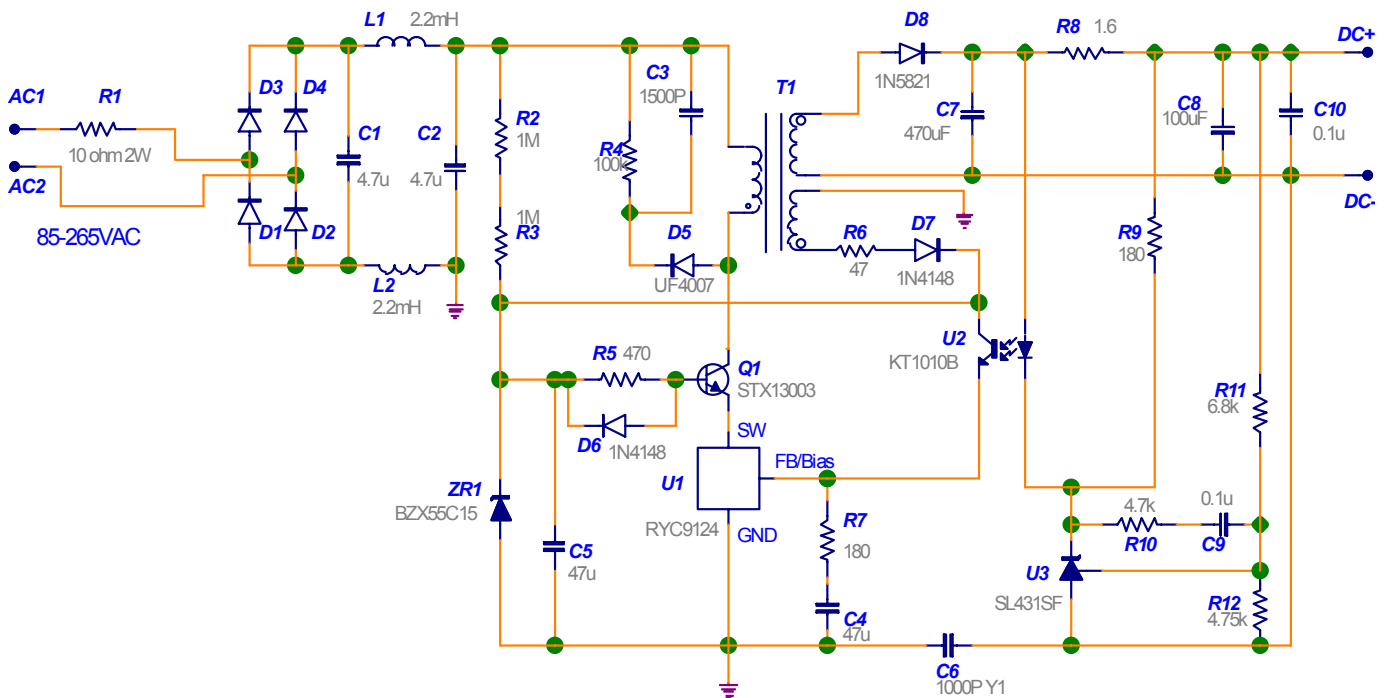 L1 2.2mH
D8
R8 1.6
DC+
D3 D4
C3
1500P
1N5821
T1
AC1 R1
C1 C2
R2
1M
C7
470uF
C8
100uF
C10
0.1u
10 ohm 2W
R4
100k
4.7u
4.7u
AC2
DC-
D1 D2
1M
R3
85-265VAC
D5
R6
D7
R9
180
UF4007
47
1N4148
L2
2.2mH
U2
KT1010B
R5 470
Q1
STX13003
R11
6.8k
D6
1N4148
SW
FB/Bias
U1
ZR1
BZX55C15
4.7k
0.1u
RYC9124
GND
R7
180
R10
C9
C5
47u
U3
SL431SF
R12
4.75k
C4
47u
C6
1000P Y1